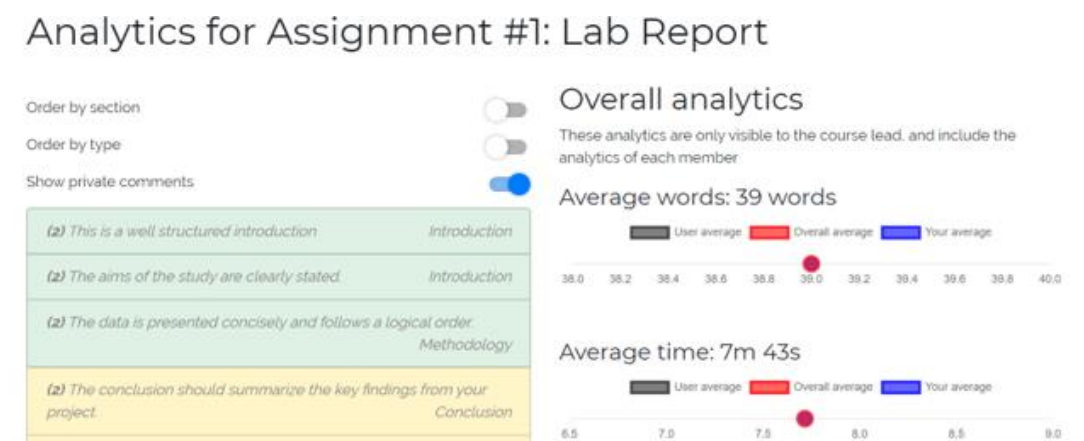 Analytics for Assignment #1: Lab Report
Order by section
Order by type
Show private comments
(2) This is a well structured introduction Introduction
(2) The aims of the study are clearly stated. Introduction
(2) The data is presented concisely and follows a logical order.
Methodology
(2) The conclusion should summarize the key findings from your
project. Conclusion
Overall analytics
These analytics are only visible to the course lead, and include the
analytics of each member
Average words: 39 words
User average Overall average Your average
38.0 38.2 38.4 38.6 38.8 39.0 39.2 39.4 39.6 39.8 40.0
Average time: 7m 43s
User average Overall average Your average
6.5 7.0 7.5 8.0 8.5 9.0